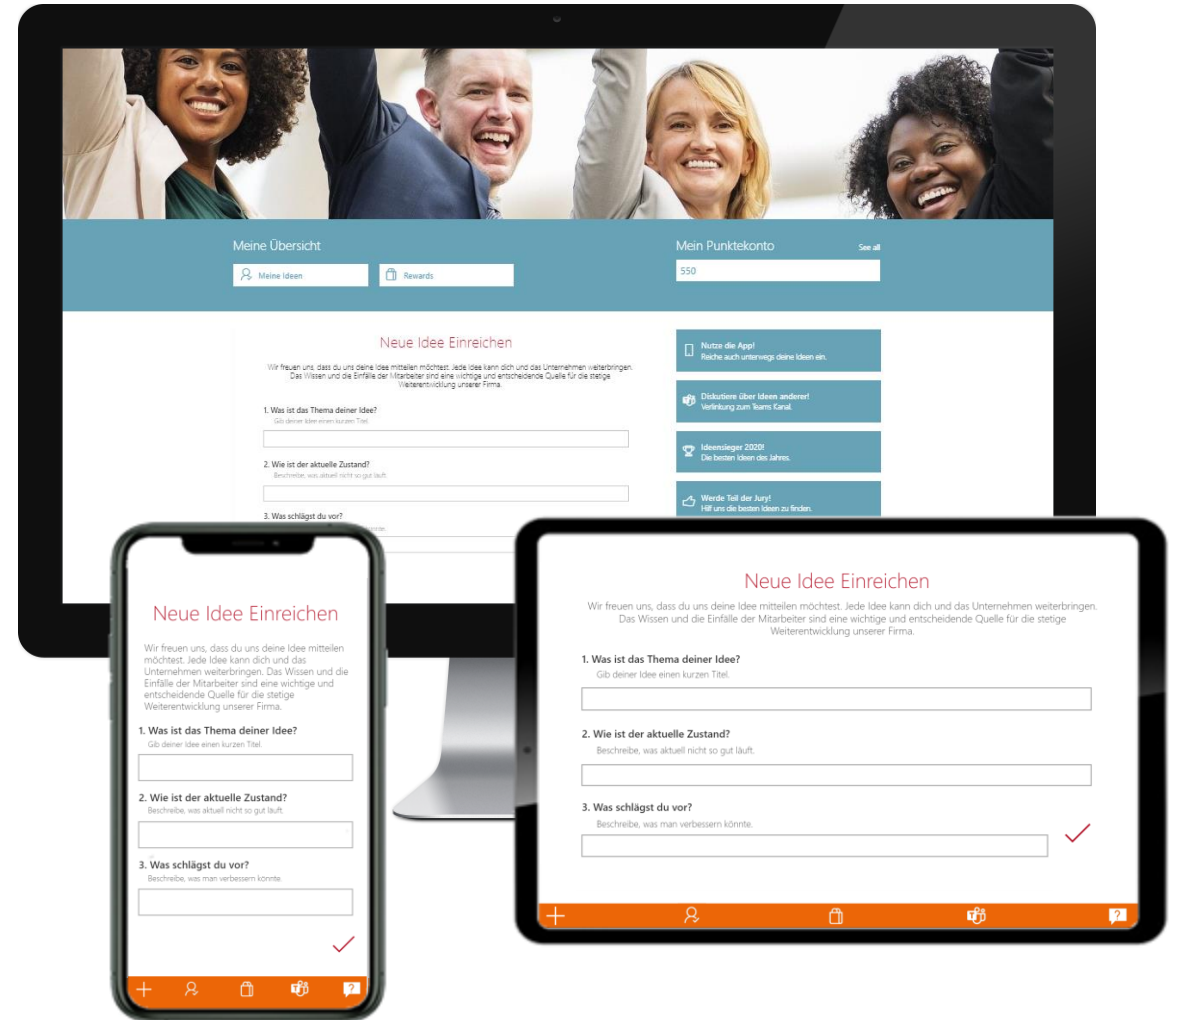 Meine Übersicht
Meine Ideen
Rewards
Mein Punktekonto
See all
550
Neue Idee Einreichen
Wir freuen uns, dass du uns deine Idee mitteilen möchtest. Jede Idee kann dich und das Unternehmen weiterbringen.
Das Wissen und die Einfälle der Mitarbeiter sind eine wichtige und entscheidende Quelle für die stetige
Weiterentwicklung unserer Firma.
1. Was ist das Thema deiner Idee?
Gib deiner Idee einen kurzen Titel.
2. Wie ist der aktuelle Zustand?
Beschreibe, was aktuell nicht so gut läuft.
3. Was schlägst du vor?
könnte.
Nutze die App!
Reiche auch unterwegs deine Ideen ein.
Diskutiere über Ideen anderer!
Verlinkung zum Teams Kanal.
Ideensieger 2020!
Die besten Ideen des Jahres.
Werde Teil der Jury!
Hilf uns die besten Ideen zu finden.
Neue Idee Einreichen
Wir freuen uns, dass du uns deine Idee mitteilen
möchtest. Jede Idee kann dich und das
Unternehmen weiterbringen. Das Wissen und die
Einfälle der Mitarbeiter sind eine wichtige und
entscheidende Quelle für die stetige
Weiterentwicklung unserer Firma.
1. Was ist das Thema deiner Idee?
Gib deiner Idee einen kurzen Titel.
2. Wie ist der aktuelle Zustand?
Beschreibe, was aktuell nicht so gut läuft.
3. Was schlägst du vor?
Beschreibe, was man verbessern könnte.
Neue Idee Einreichen
Wir freuen uns, dass du uns deine Idee mitteilen möchtest. Jede Idee kann dich und das Unternehmen weiterbringen.
Das Wissen und die Einfälle der Mitarbeiter sind eine wichtige und entscheidende Quelle für die stetige
Weiterentwicklung unserer Firma.
1. Was ist das Thema deiner Idee?
Gib deiner Idee einen kurzen Titel.
2. Wie ist der aktuelle Zustand?
Beschreibe, was aktuell nicht so gut läuft.
3. Was schlägst du vor?
Beschreibe, was man verbessern könnte.